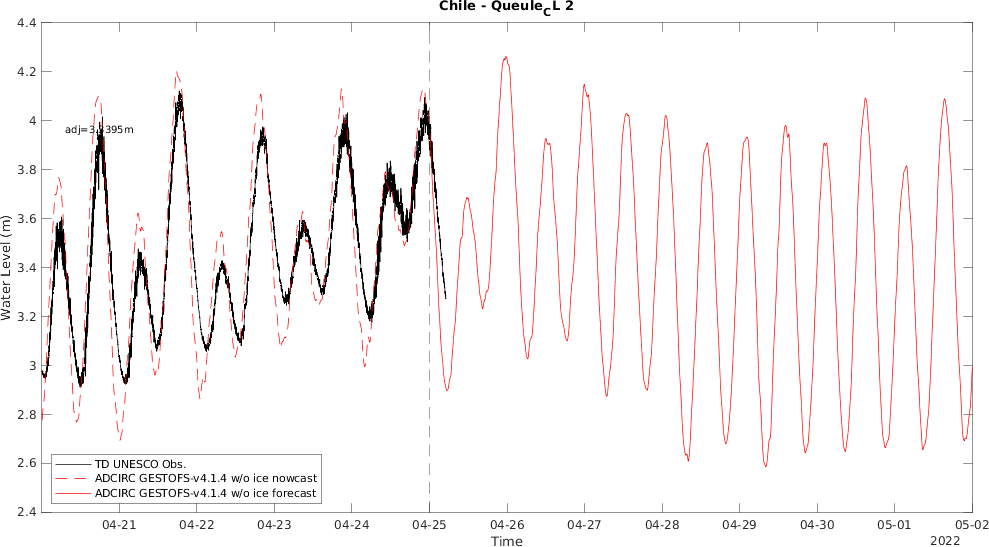 Chile - Queule_CL 2
4.4
4.2
4
3.8
3.6
3.4
3.2
3
2.8
2.6
2.4
Water Level (m)
TD UNESCO Obs.
ADCIRC GESTOFS-v4.1.4 w/o ice nowcast
ADCIRC GESTOFS-v4.1.4 w/o ice forecast
04-21 04-22 04-23 04-24 04-25 04-26 04-27 04-28 04-29 04-30 05-01 05-02
Time
2022